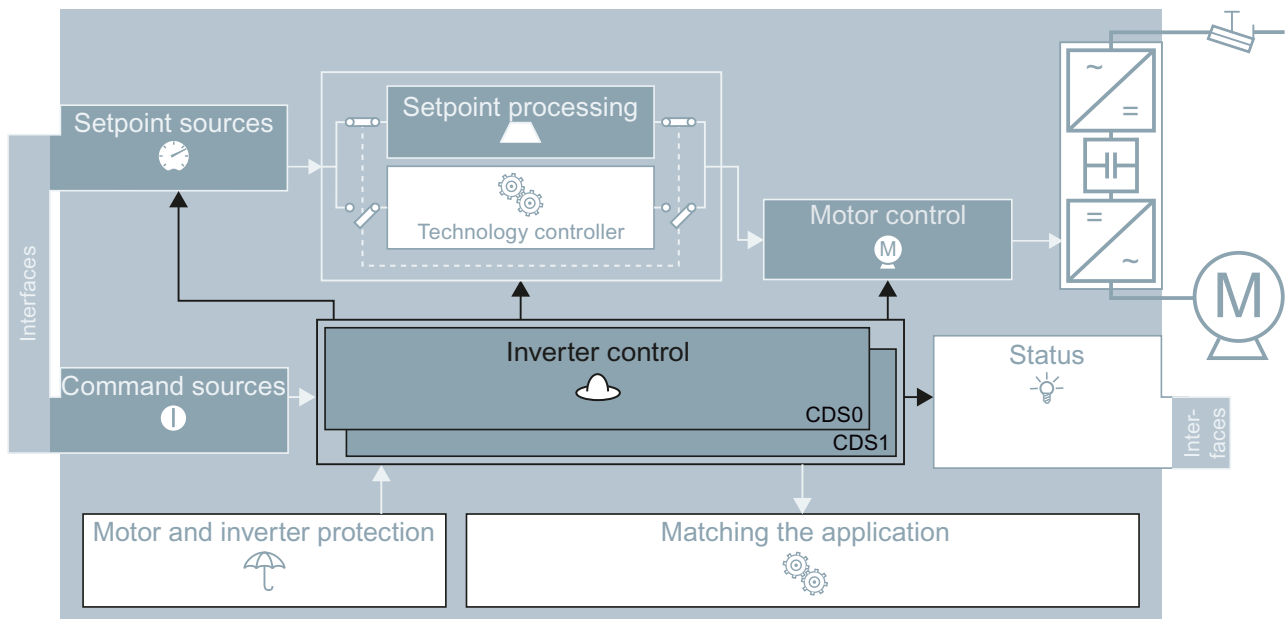 Setpoint processing
Setpoint sources
Technology controller
Motor control
M
M
~
=
=
~
Interfaces
Inverter control
CDS0
CDS1
Command sources
Status
Inter-
faces
Motor and inverter protection
Matching the application